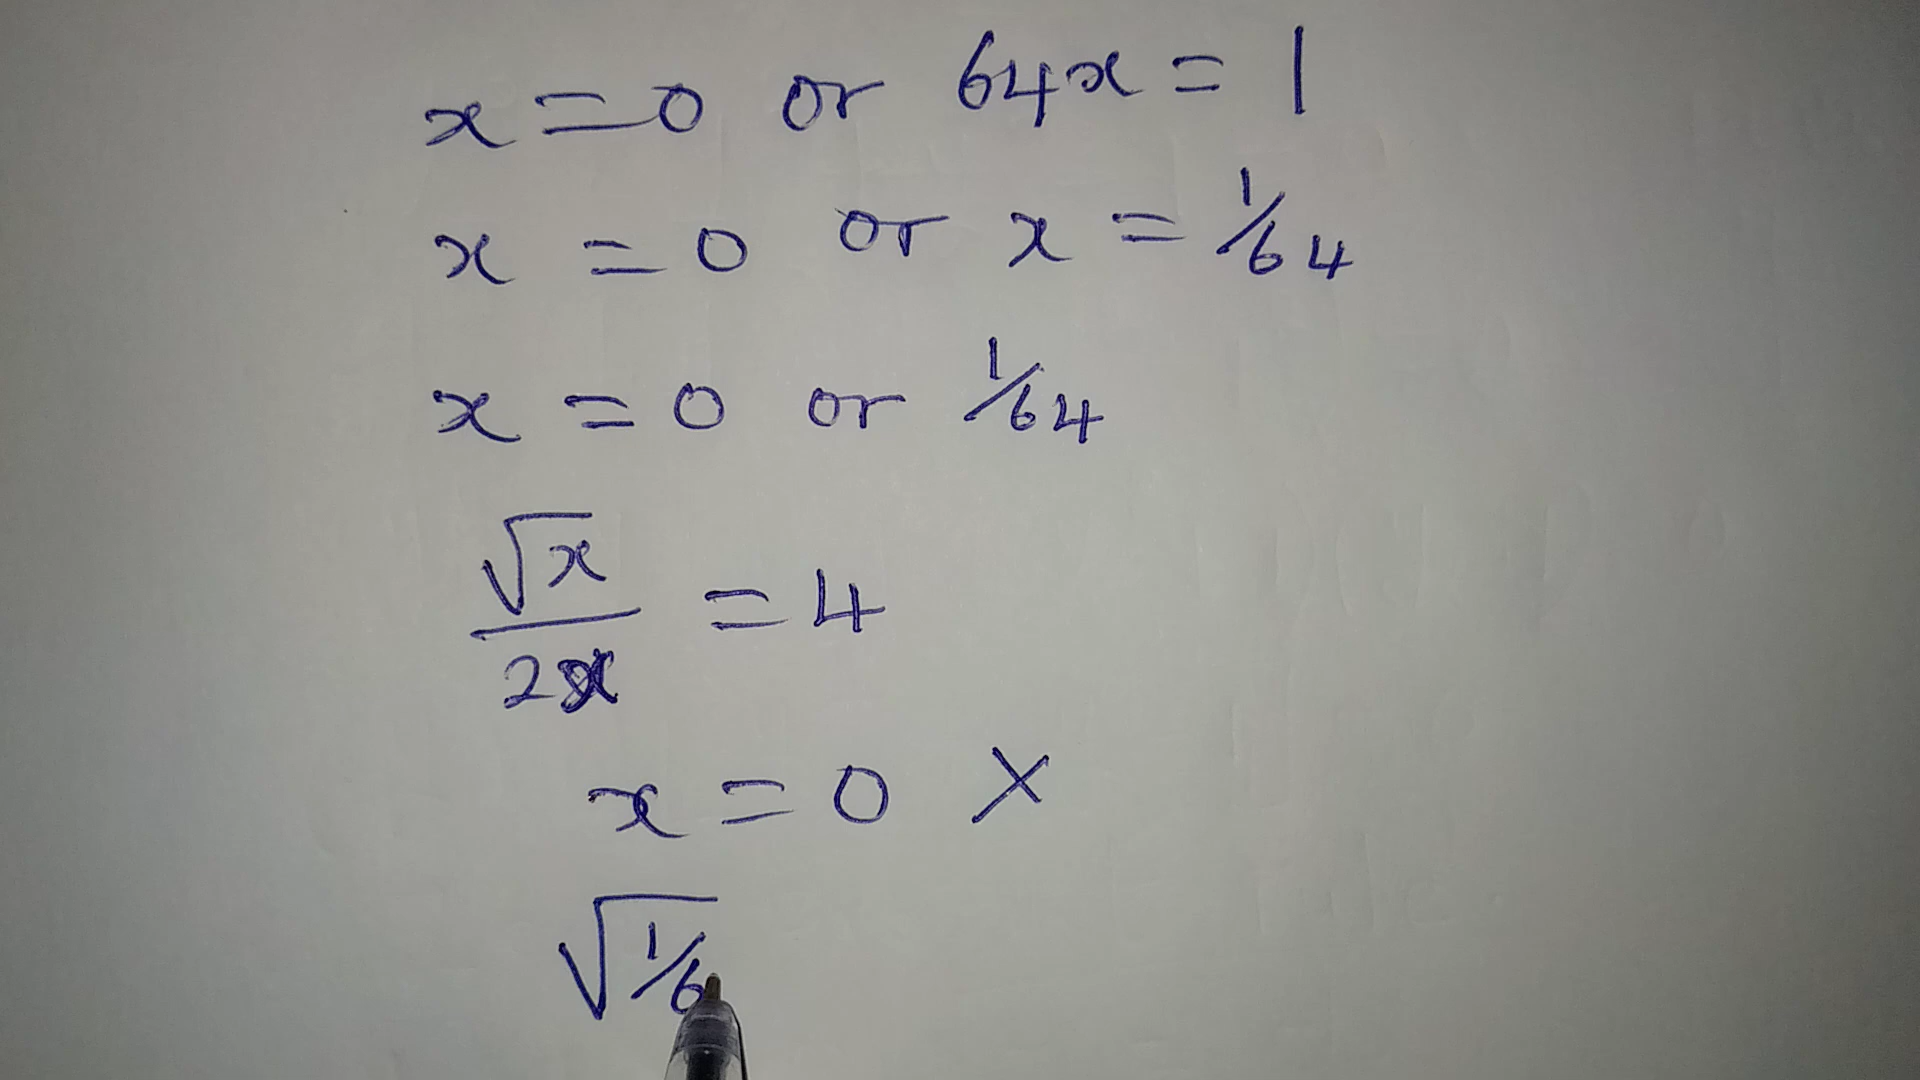 x = 0 or 64x = 1
x = 0 or x = 1/64
x = 0 or 1/64
√x/2x = 4
x = 0 ×
√1/6